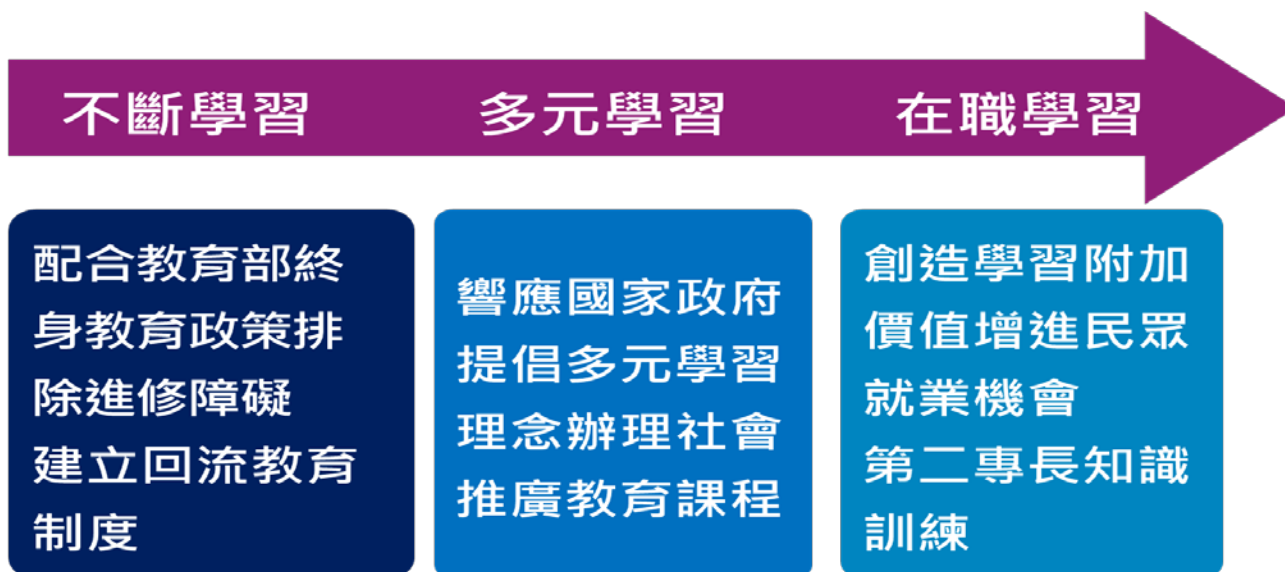 不斷學習
多元學習
在職學習
配合教育部終
身教育政策排
除進修障礙
建立回流教育
制度
響應國家政府
提倡多元學習
理念辦理社會
推廣教育課程
創造學習附加
價值增進民眾
就業機會
第二專長知識
訓練